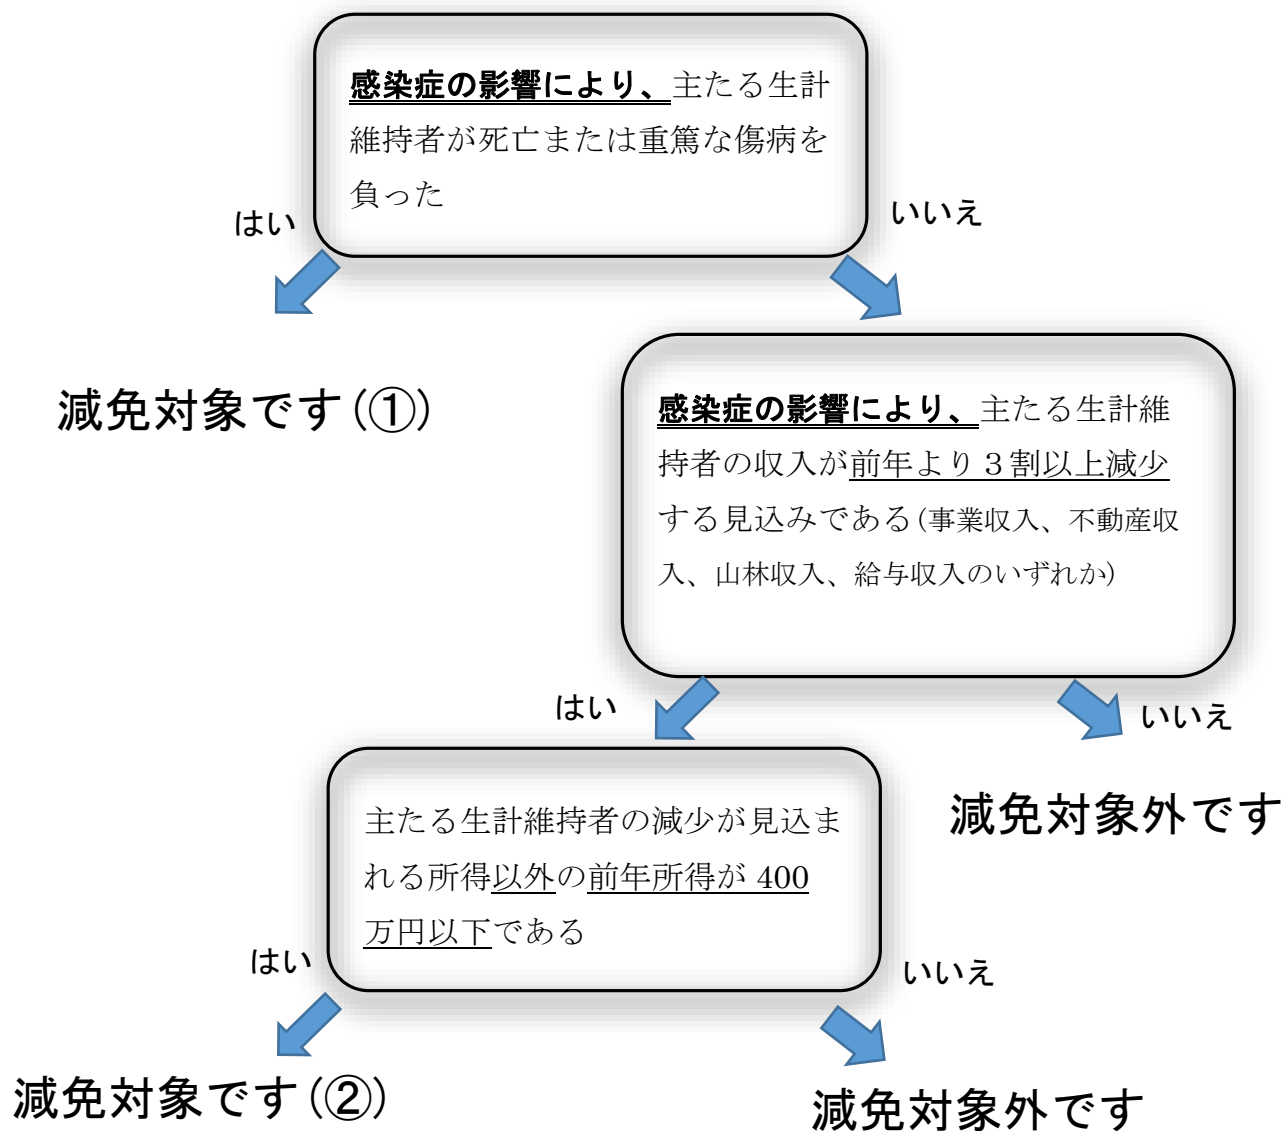 感染症の影響により、主たる生計
維持者が死亡または重篤な傷病を
負った
はい
いいえ
減免対象です(①)
感染症の影響により、主たる生計維
持者の収入が前年より３割以上減少
する見込みである(事業収入、不動産収
入、山林収入、給与収入のいずれか)
はい
いいえ
減免対象外です
主たる生計維持者の減少が見込ま
れる所得以外の前年所得が 400
万円以下である
はい
いいえ
減免対象です(②)
減免対象外です